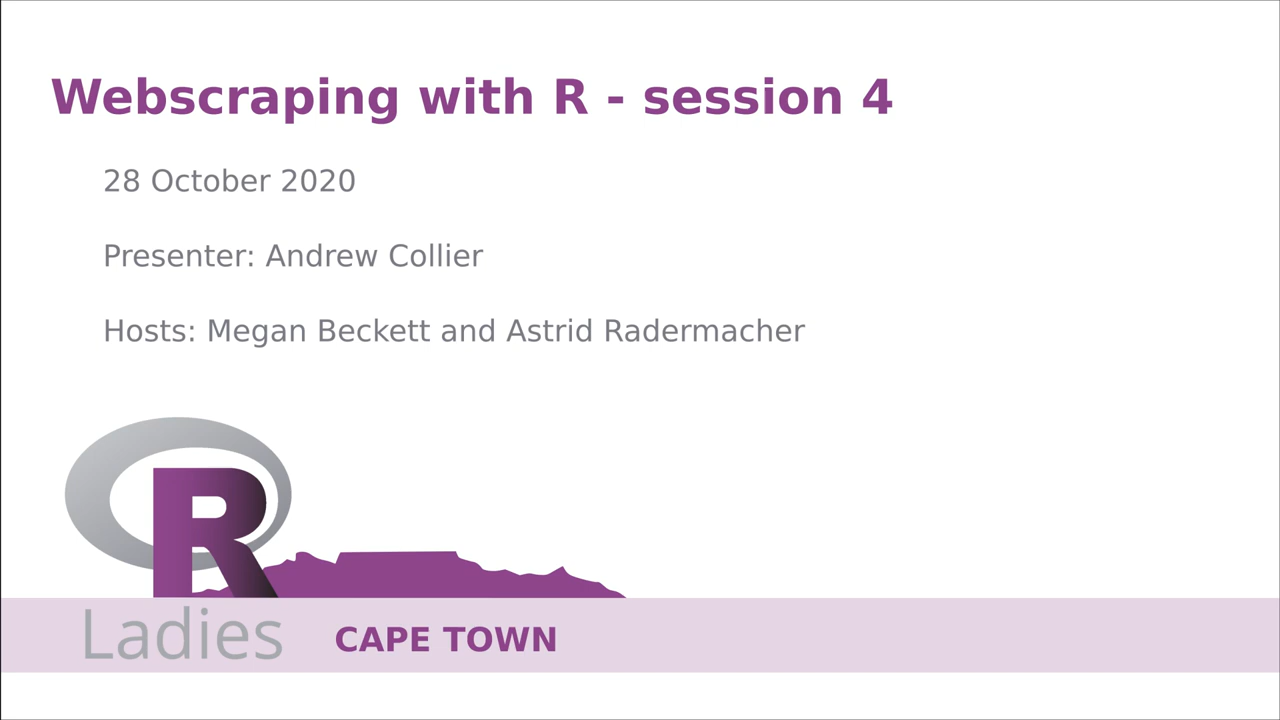 Webscraping with R - session 4
28 October 2020
Presenter: Andrew Collier
Hosts: Megan Beckett and Astrid Radermacher
R
Ladies
CAPE TOWN